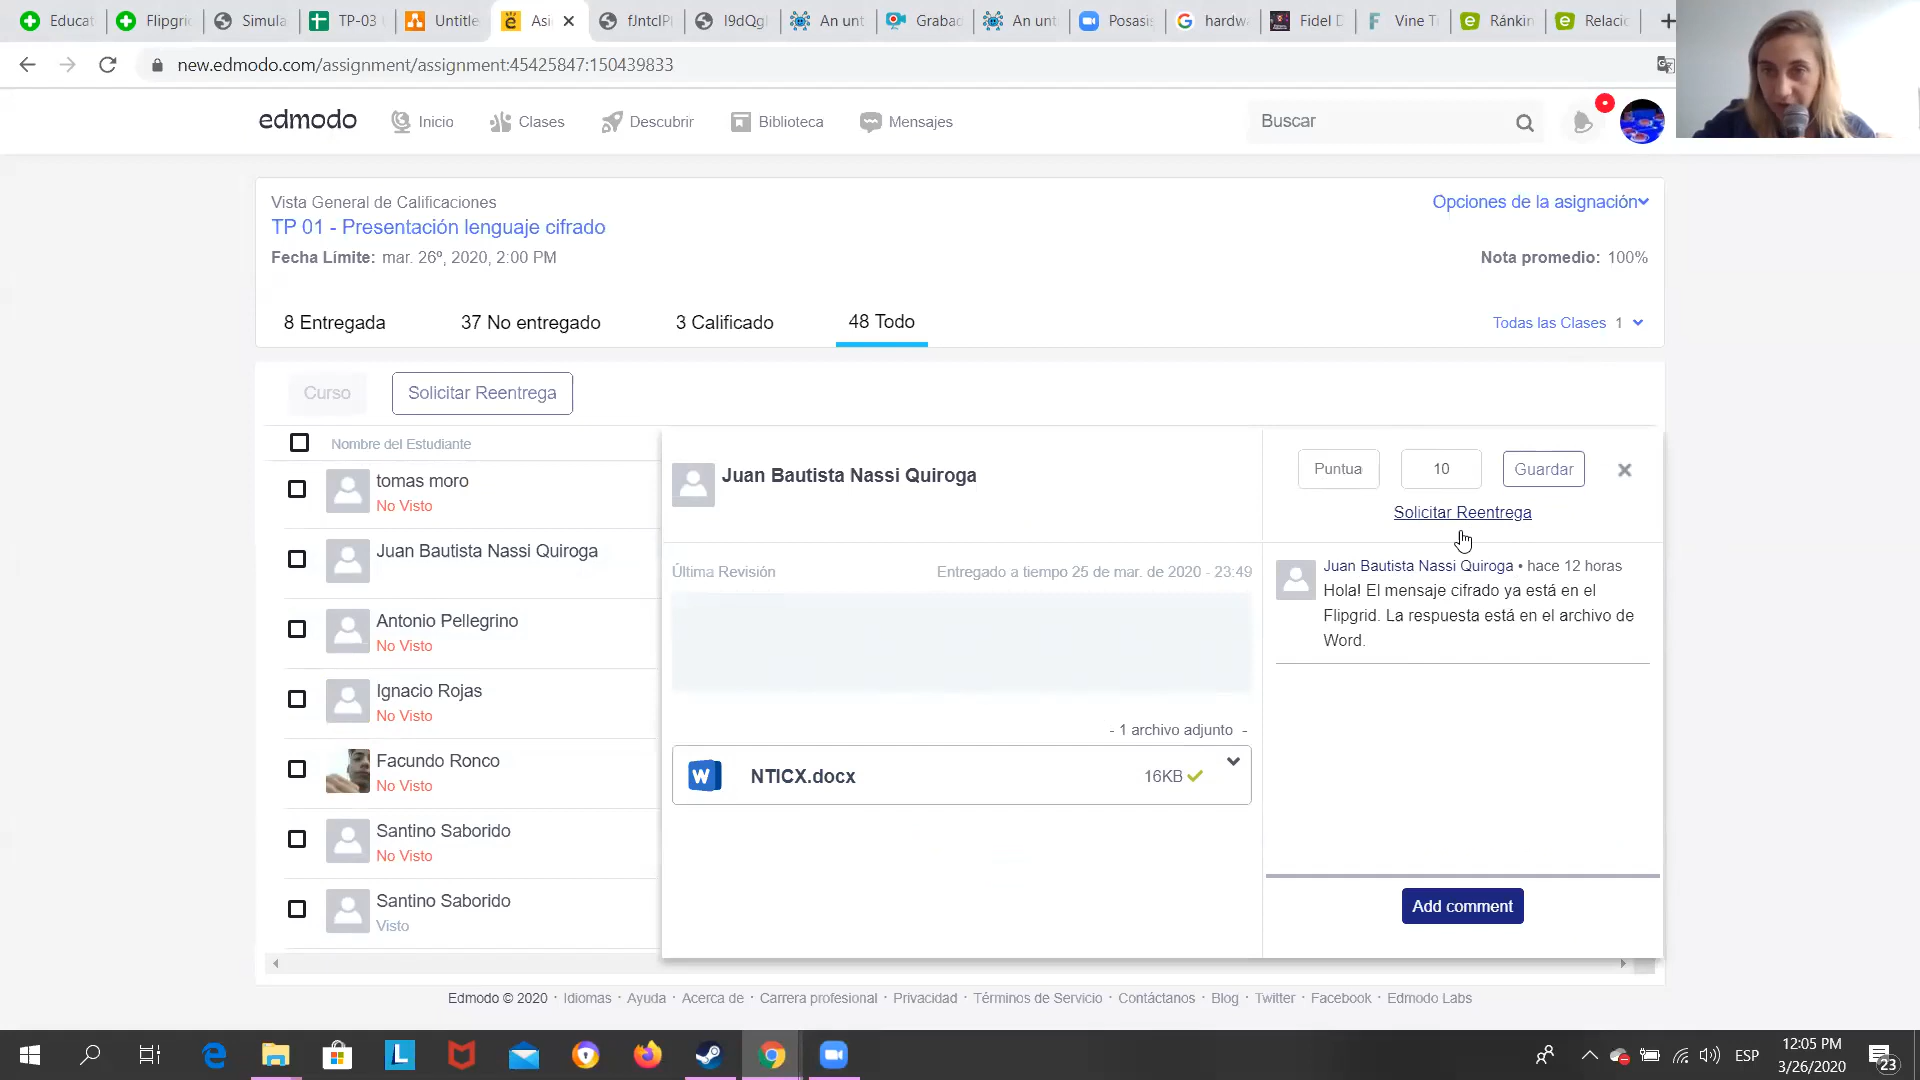 Educat
Flipgri
Simula
TP-03
Untitle
Asi
fJntclP
I9dQgl
An unt
Graba
An unt
Posasi
hardw
Fidel D
Vine T
Ránkin
Relacio
new.edmodo.com/assignment/assignment:45425847:150439833
edmodo
Inicio
Clases
Descubrir
Biblioteca
Mensajes
Buscar
Vista General de Calificaciones
Opciones de la asignación
TP 01 - Presentación lenguaje cifrado
Fecha Límite: mar. 26º, 2020, 2:00 PM
Nota promedio: 100%
8 Entregada
37 No entregado
3 Calificado
48 Todo
Todas las Clases 1
Curso
Solicitar Reentrega
Nombre del Estudiante
tomas moro
No Visto
Juan Bautista Nassi Quiroga
Antonio Pellegrino
No Visto
Ignacio Rojas
No Visto
Facundo Ronco
No Visto
Santino Saborido
No Visto
Santino Saborido
Visto
Juan Bautista Nassi Quiroga
Puntua
10
Guardar
Solicitar Reentrega
Última Revisión
Entregado a tiempo 25 de mar. de 2020 - 23:49
- 1 archivo adjunto -
NTICX.docx
16KB
Juan Bautista Nassi Quiroga • hace 12 horas
Hola! El mensaje cifrado ya está en el
Flipgrid. La respuesta está en el archivo de
Word.
Add comment
Edmodo © 2020 · Idiomas · Ayuda · Acerca de · Carrera profesional · Privacidad · Términos de Servicio · Contáctanos · Blog · Twitter · Facebook · Edmodo Labs
ESP
12:05 PM
3/26/2020
23